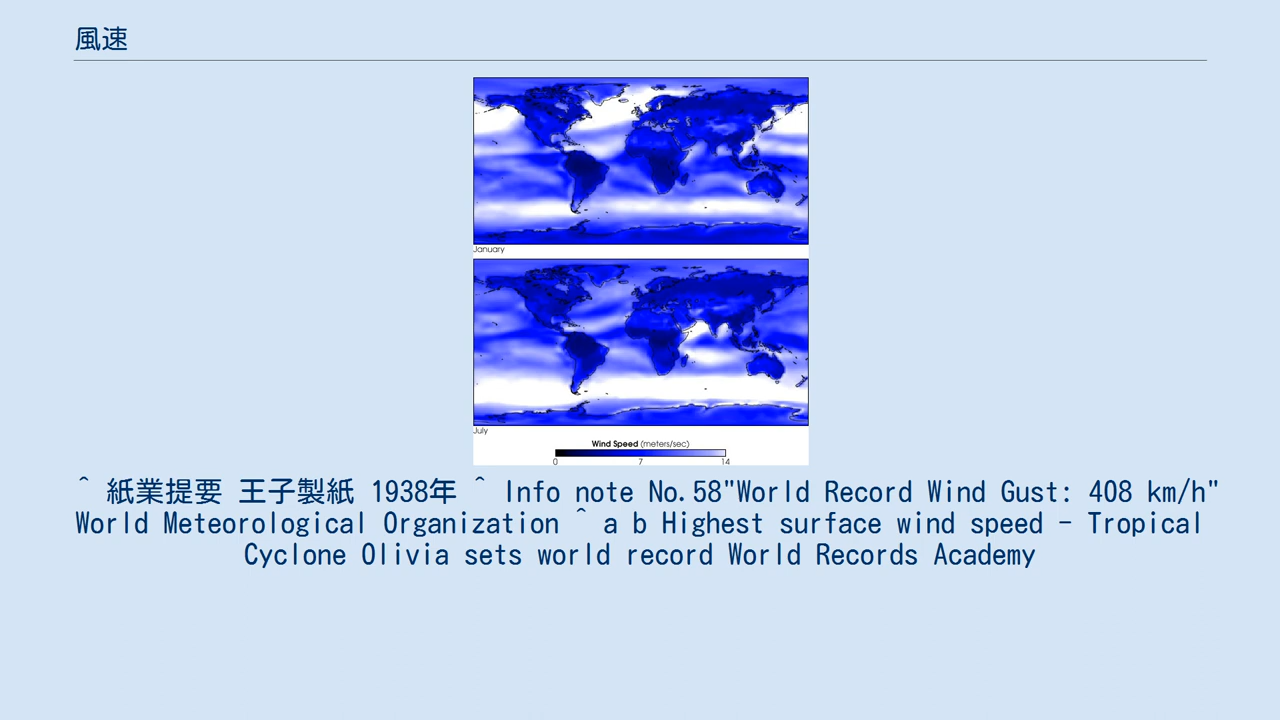 風速
January
July
Wind Speed (meters/sec)
0 7 14
^ 紙業提要 王子製紙 1938年 ^ Info note No.58"World Record Wind Gust: 408 km/h"
World Meteorological Organization ^ a b Highest surface wind speed - Tropical
Cyclone Olivia sets world record World Records Academy